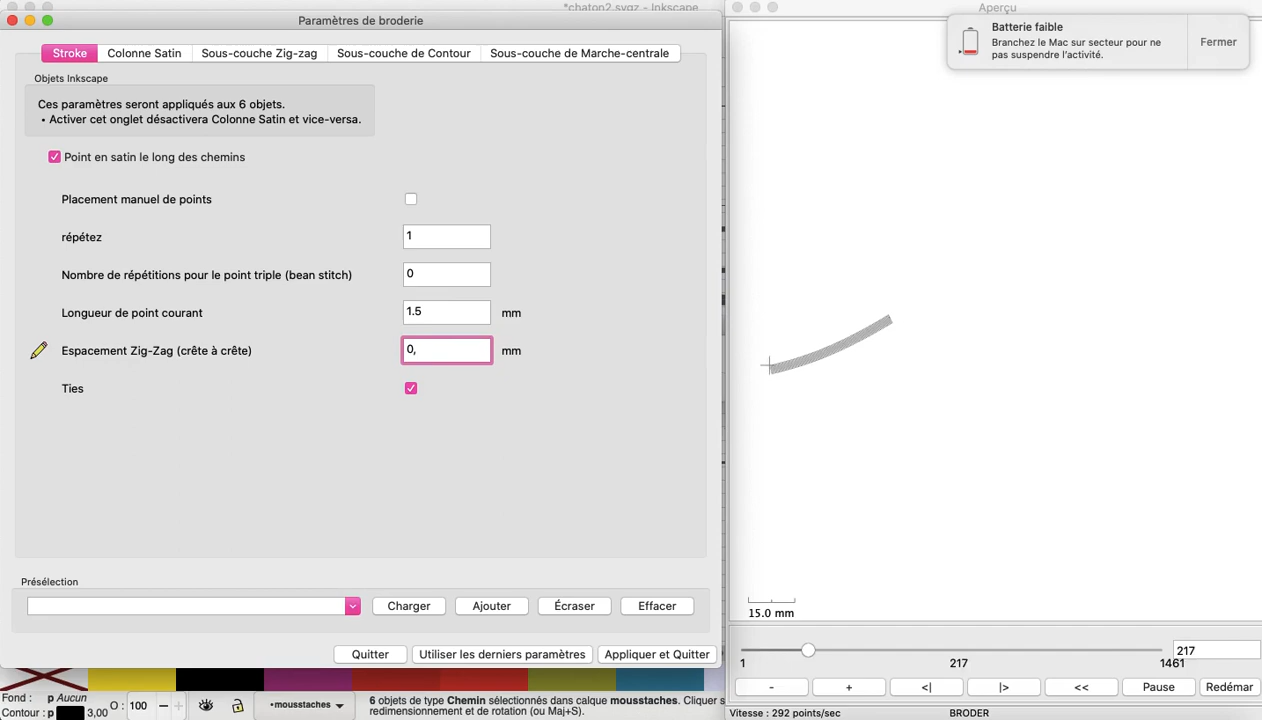 *chaton2.svgz - Inkscape
Aperçu
Paramètres de broderie
Batterie faible
Branchez le Mac sur secteur pour ne
pas suspendre l'activité.
Fermer
Stroke
Colonne Satin
Sous-couche Zig-zag
Sous-couche de Contour
Sous-couche de Marche-centrale
Objets Inkscape
Ces paramètres seront appliqués aux 6 objets.
• Activer cet onglet désactivera Colonne Satin et vice-versa.
Point en satin le long des chemins
Placement manuel de points
répétez
1
Nombre de répétitions pour le point triple (bean stitch)
0
Longueur de point courant
1.5
mm
Espacement Zig-Zag (crête à crête)
0,
mm
Ties
15.0 mm
Présélection
Charger
Ajouter
Écraser
Effacer
Quitter
Utiliser les derniers paramètres
Appliquer et Quitter
217
1
217
1461
-
+
<|
|>
<<
Pause
Redémar
Vitesse : 292 points/sec
BRODER
Fond :
p Aucun
Contour : p
3,00
O :
100
•mousstaches
6 objets de type Chemin sélectionnés dans calque mousstaches. Cliquer s
redimensionnement et de rotation (ou Maj+S).